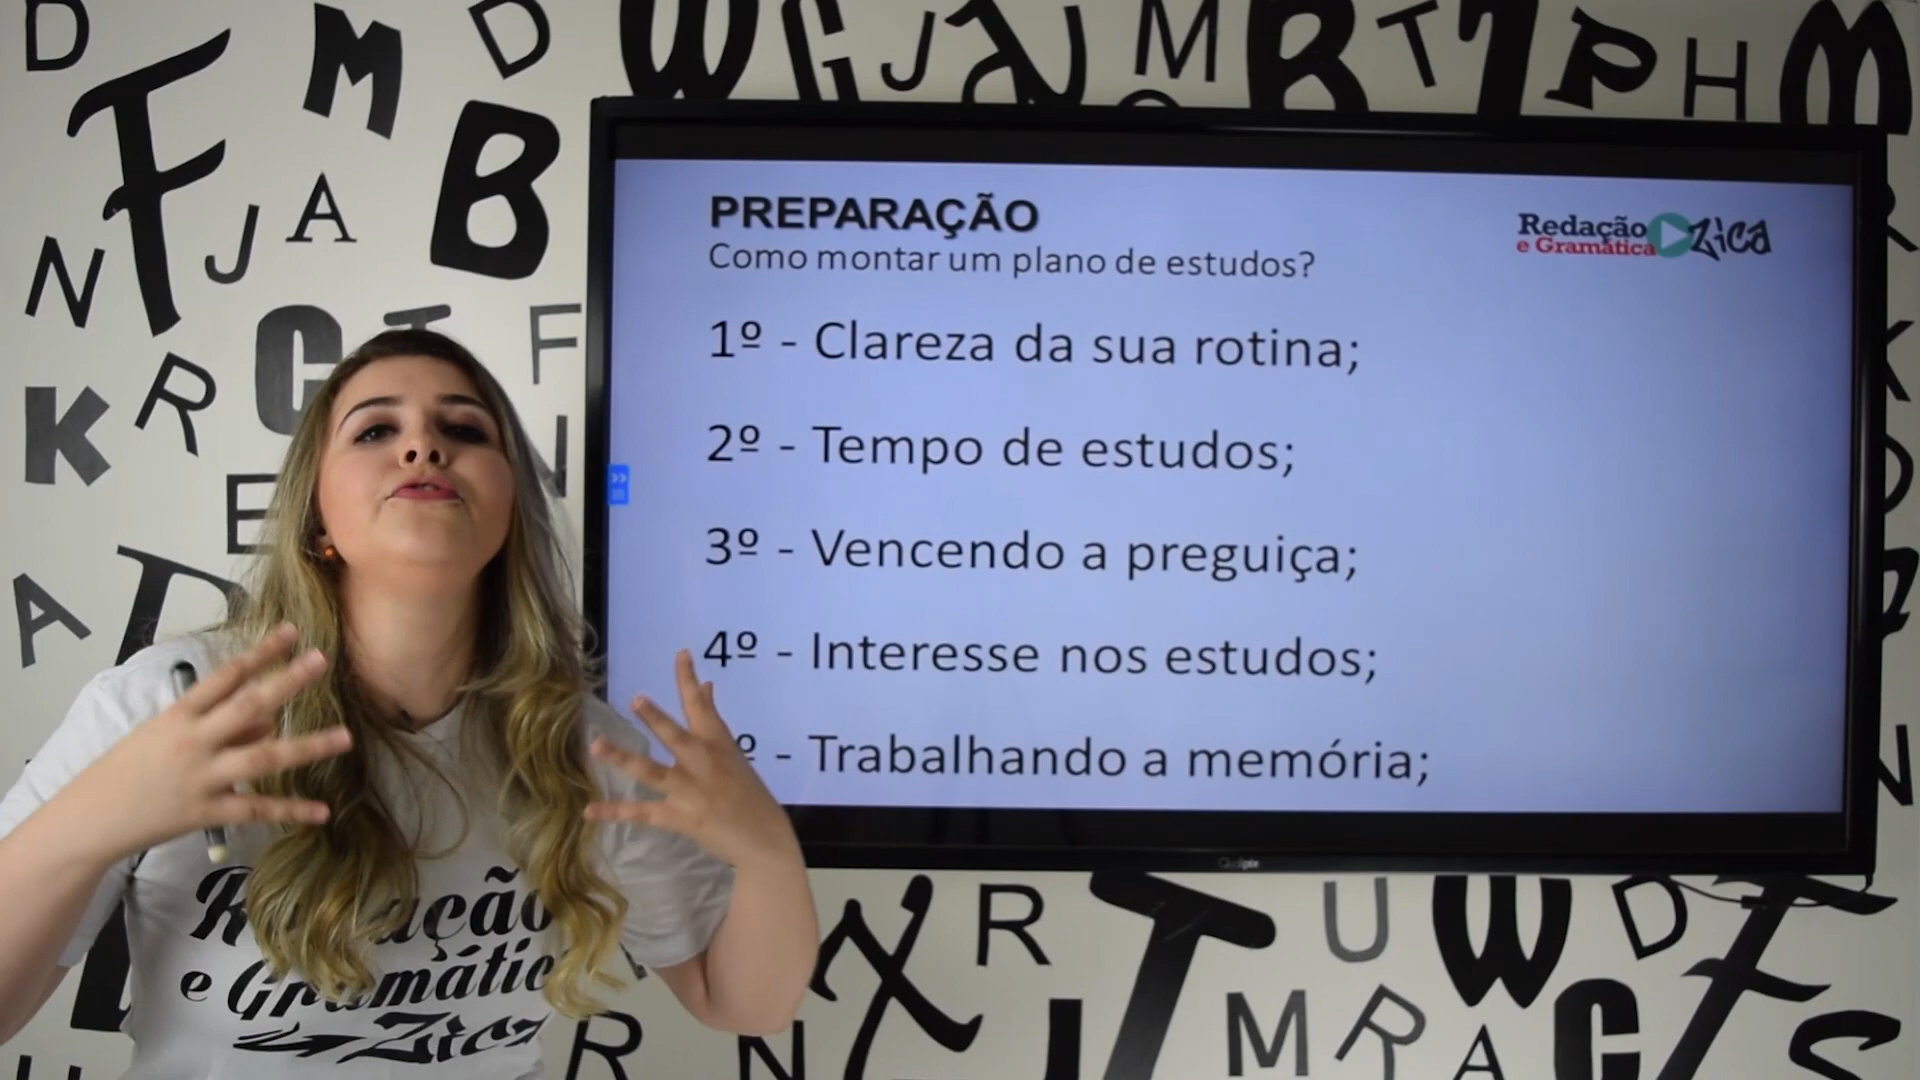 PREPARAÇÃO
Como montar um plano de estudos?
Redação
e Gramática
Zica
1º - Clareza da sua rotina;
2º - Tempo de estudos;
3º - Vencendo a preguiça;
4º - Interesse nos estudos;
º - Trabalhando a memória;
e Gramátic
Zica